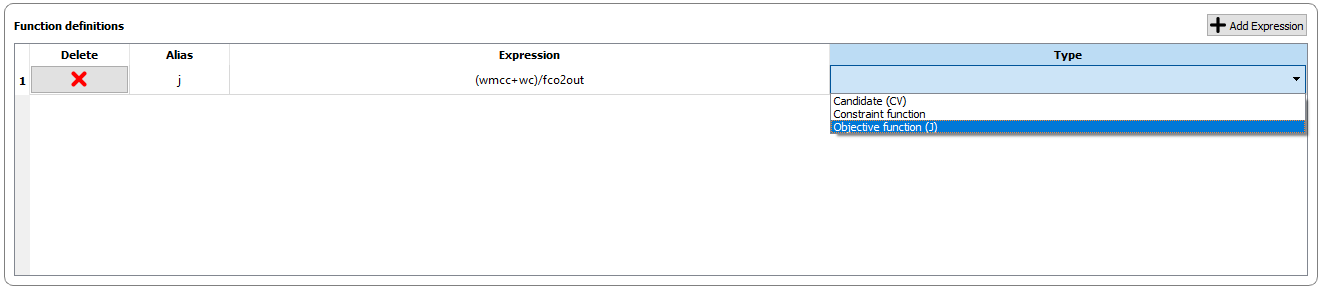 Function definitions
Add Expression
Delete Alias Expression Type
1 j (wmcc+wc)/fco2out
Candidate (CV)
Constraint function
Objective function (J)